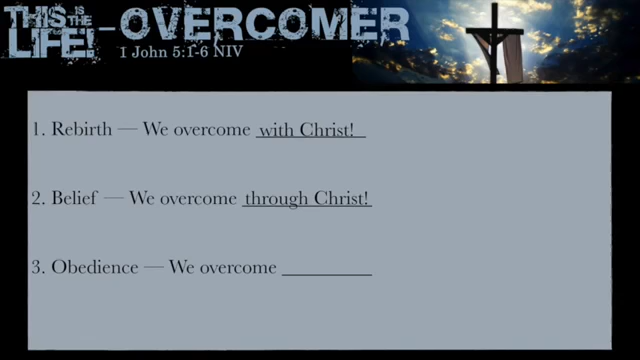 THIS IS THE LIFE! – OVERCOMER
1 John 5:1-6 NIV
1. Rebirth — We overcome with Christ!
2. Belief — We overcome through Christ!
3. Obedience — We overcome __________